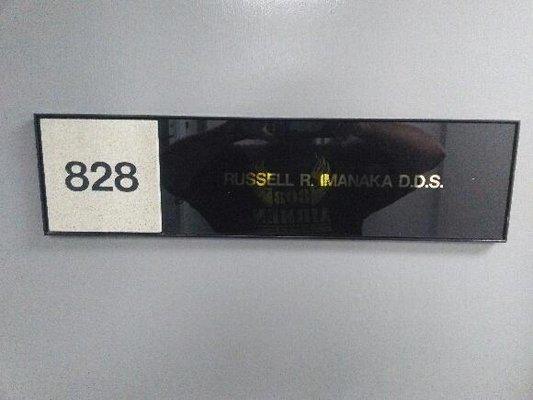 828
RUSSELL R. IMANAKA D.D.S.